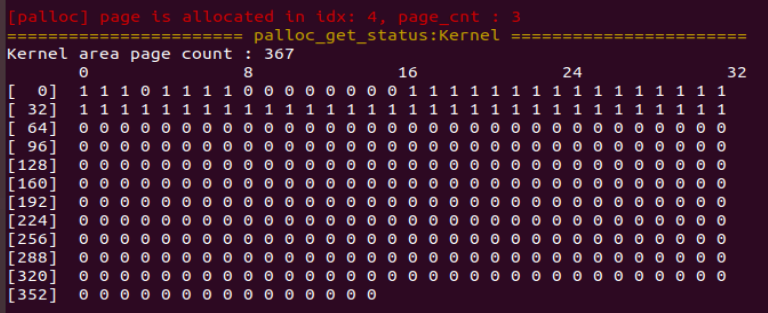 [palloc] page is allocated in idx: 4, page_cnt : 3
======================= palloc_get_status:Kernel =======================
Kernel area page count : 367
0 8 16 24 32
[  0] 1 1 1 0 1 1 1 1 0 0 0 0 0 0 0 0 1 1 1 1 1 1 1 1 1 1 1 1 1 1 1 1
[ 32] 1 1 1 1 1 1 1 1 1 1 1 1 1 1 1 1 1 1 1 1 1 1 1 1 1 1 1 1 1 1 1 1
[ 64] 0 0 0 0 0 0 0 0 0 0 0 0 0 0 0 0 0 0 0 0 0 0 0 0 0 0 0 0 0 0 0 0
[ 96] 0 0 0 0 0 0 0 0 0 0 0 0 0 0 0 0 0 0 0 0 0 0 0 0 0 0 0 0 0 0 0 0
[128] 0 0 0 0 0 0 0 0 0 0 0 0 0 0 0 0 0 0 0 0 0 0 0 0 0 0 0 0 0 0 0 0
[160] 0 0 0 0 0 0 0 0 0 0 0 0 0 0 0 0 0 0 0 0 0 0 0 0 0 0 0 0 0 0 0 0
[192] 0 0 0 0 0 0 0 0 0 0 0 0 0 0 0 0 0 0 0 0 0 0 0 0 0 0 0 0 0 0 0 0
[224] 0 0 0 0 0 0 0 0 0 0 0 0 0 0 0 0 0 0 0 0 0 0 0 0 0 0 0 0 0 0 0 0
[256] 0 0 0 0 0 0 0 0 0 0 0 0 0 0 0 0 0 0 0 0 0 0 0 0 0 0 0 0 0 0 0 0
[288] 0 0 0 0 0 0 0 0 0 0 0 0 0 0 0 0 0 0 0 0 0 0 0 0 0 0 0 0 0 0 0 0
[320] 0 0 0 0 0 0 0 0 0 0 0 0 0 0 0 0 0 0 0 0 0 0 0 0 0 0 0 0 0 0 0 0
[352] 0 0 0 0 0 0 0 0 0 0 0 0 0 0 0